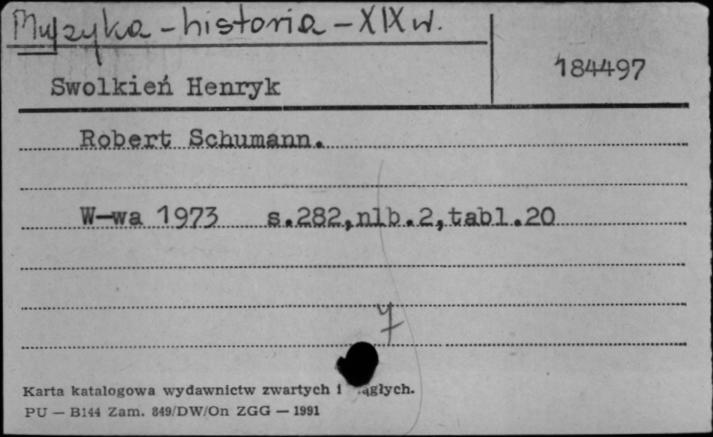 Muzyka - historia - XIX w.
184497
Swolkień Henryk
Robert Schumann.
W-wa 1973 s.282,nlb.2,tabl.20
Karta katalogowa wydawnictw zwartych i
PU — B144 Zam. 849/DW/On ZGG — 1991